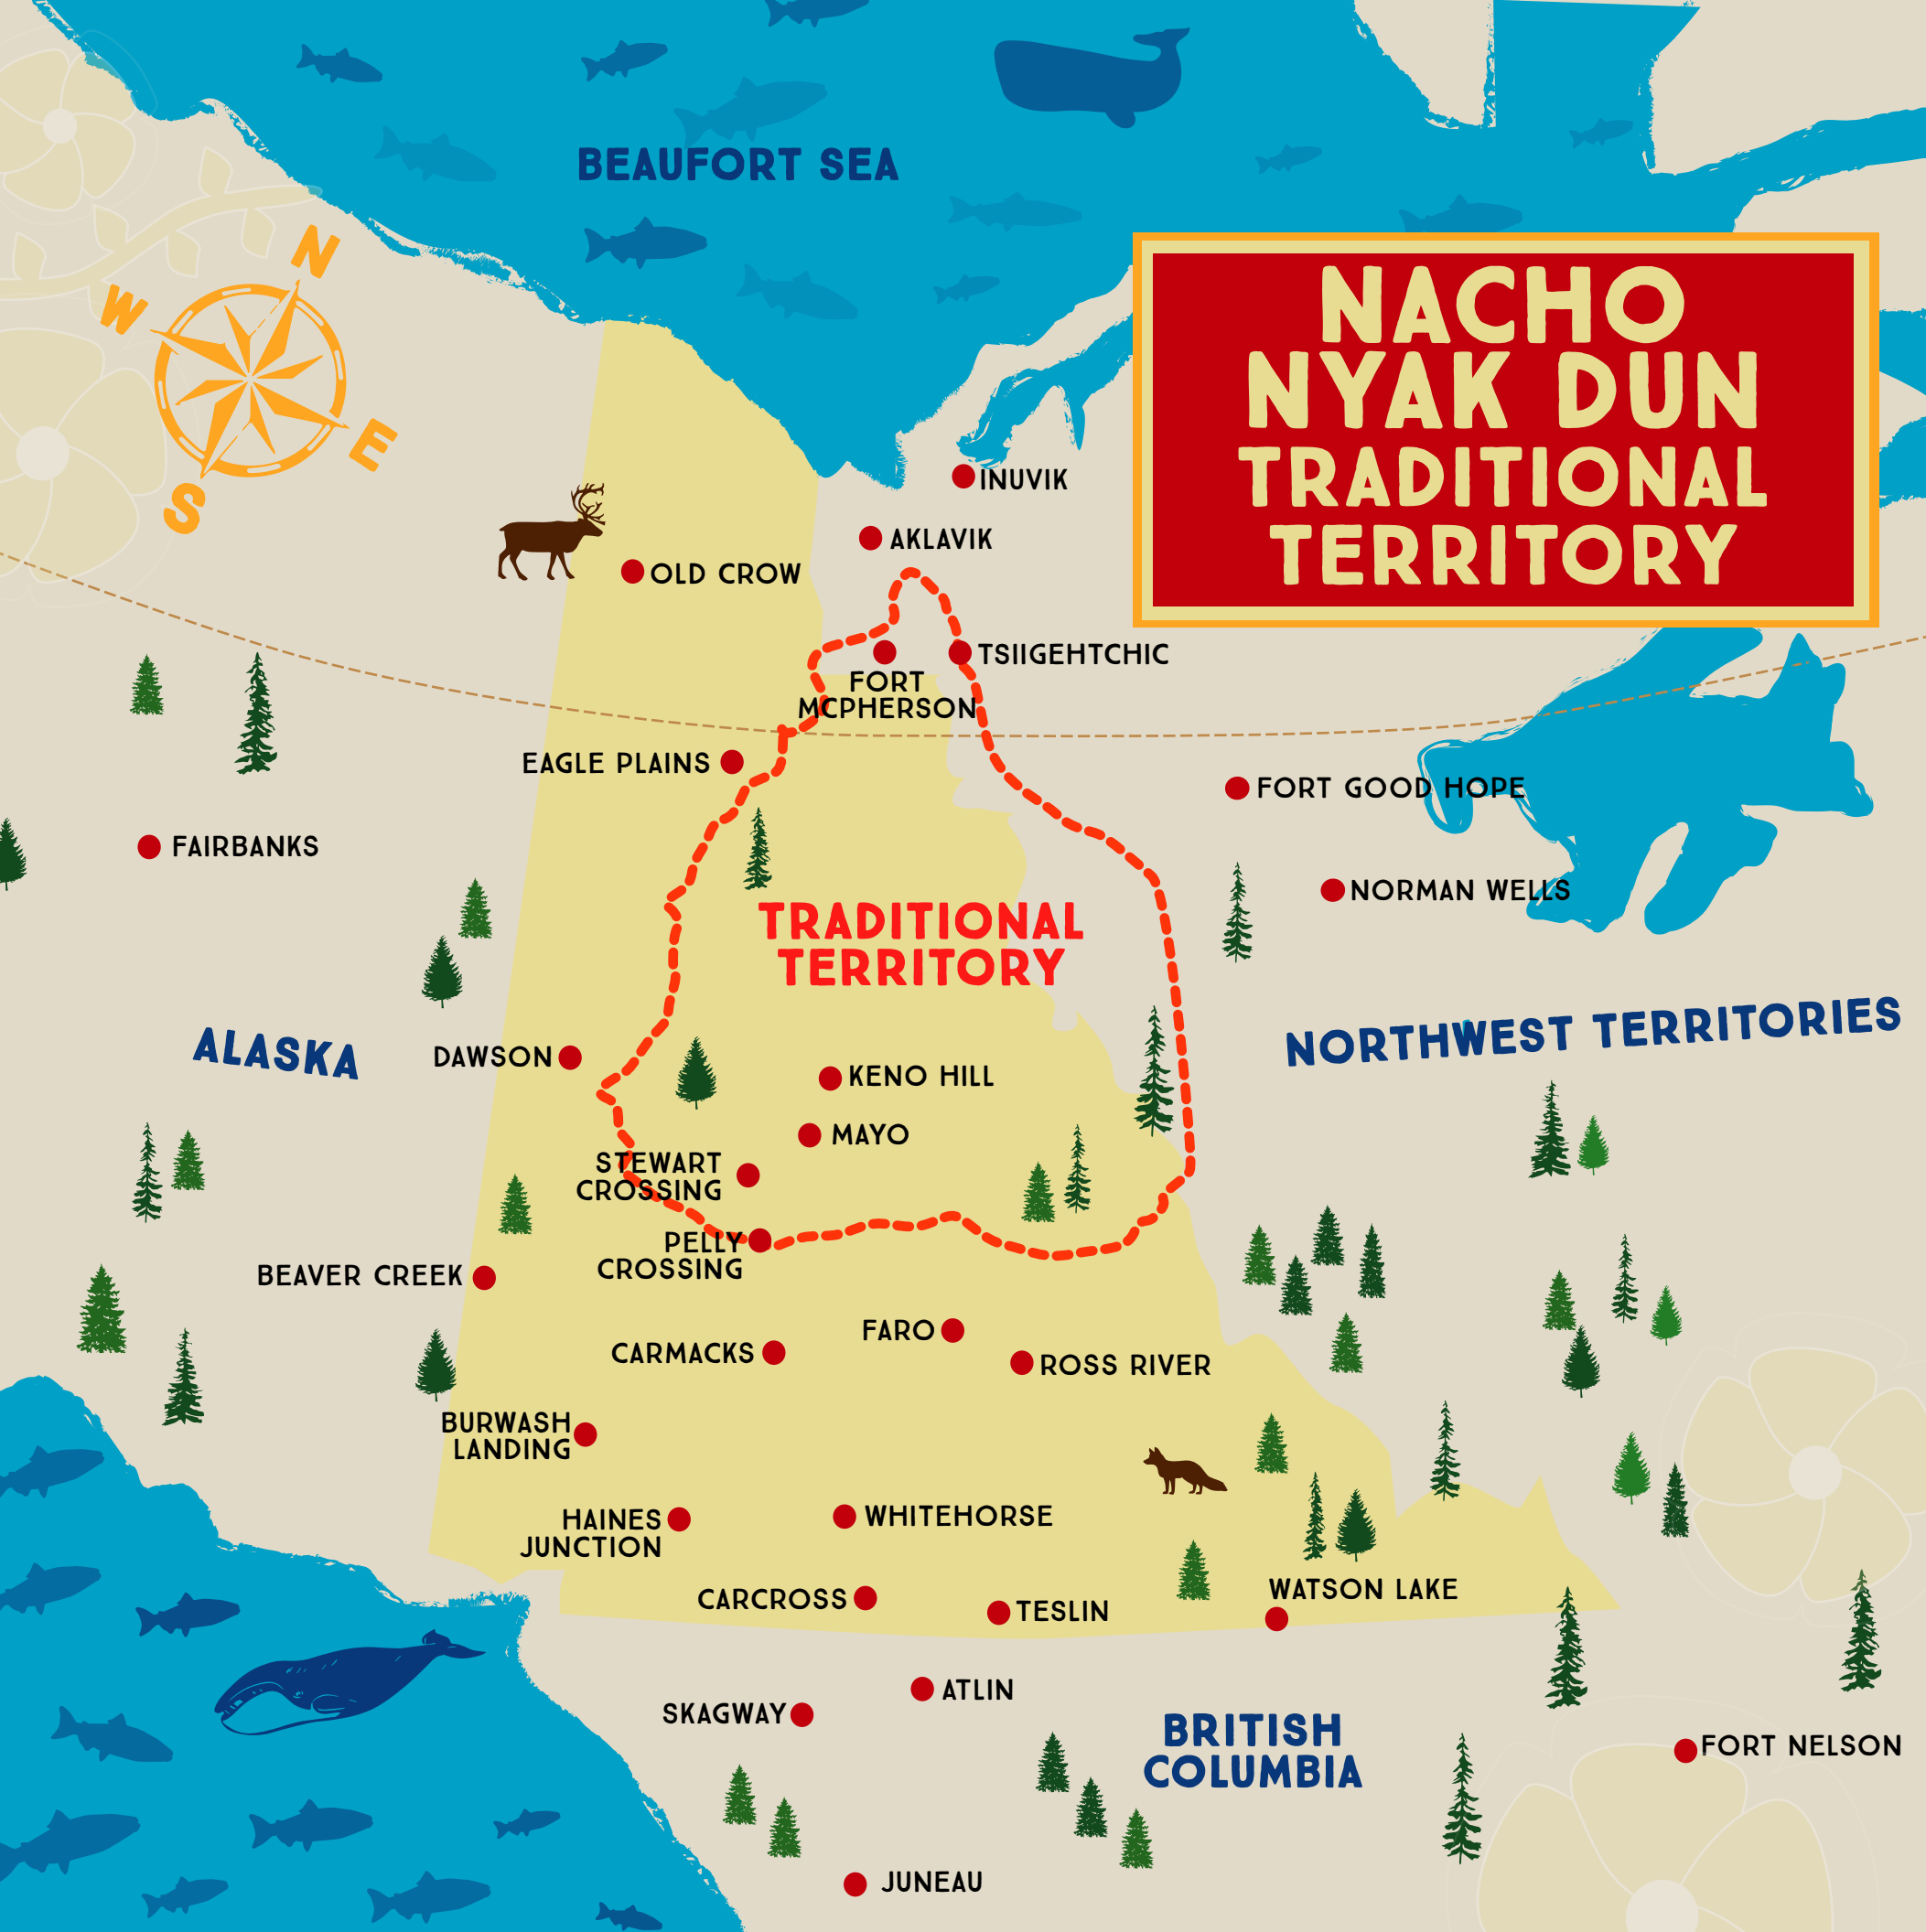 BEAUFORT SEA
NACHO
NYAK DUN
TRADITIONAL
TERRITORY
N
W
E
S
INUVIK
AKLAVIK
OLD CROW
TSIIGEHTCHIC
FORT
MCPHERSON
EAGLE PLAINS
FORT GOOD HOPE
FAIRBANKS
NORMAN WELLS
TRADITIONAL
TERRITORY
NORTHWEST TERRITORIES
ALASKA
DAWSON
KENO HILL
MAYO
STEWART
CROSSING
PELLY
CROSSING
BEAVER CREEK
FARO
CARMACKS
ROSS RIVER
BURWASH
LANDING
HAINES
JUNCTION
WHITEHORSE
WATSON LAKE
CARCROSS
TESLIN
ATLIN
SKAGWAY
BRITISH
COLUMBIA
FORT NELSON
JUNEAU